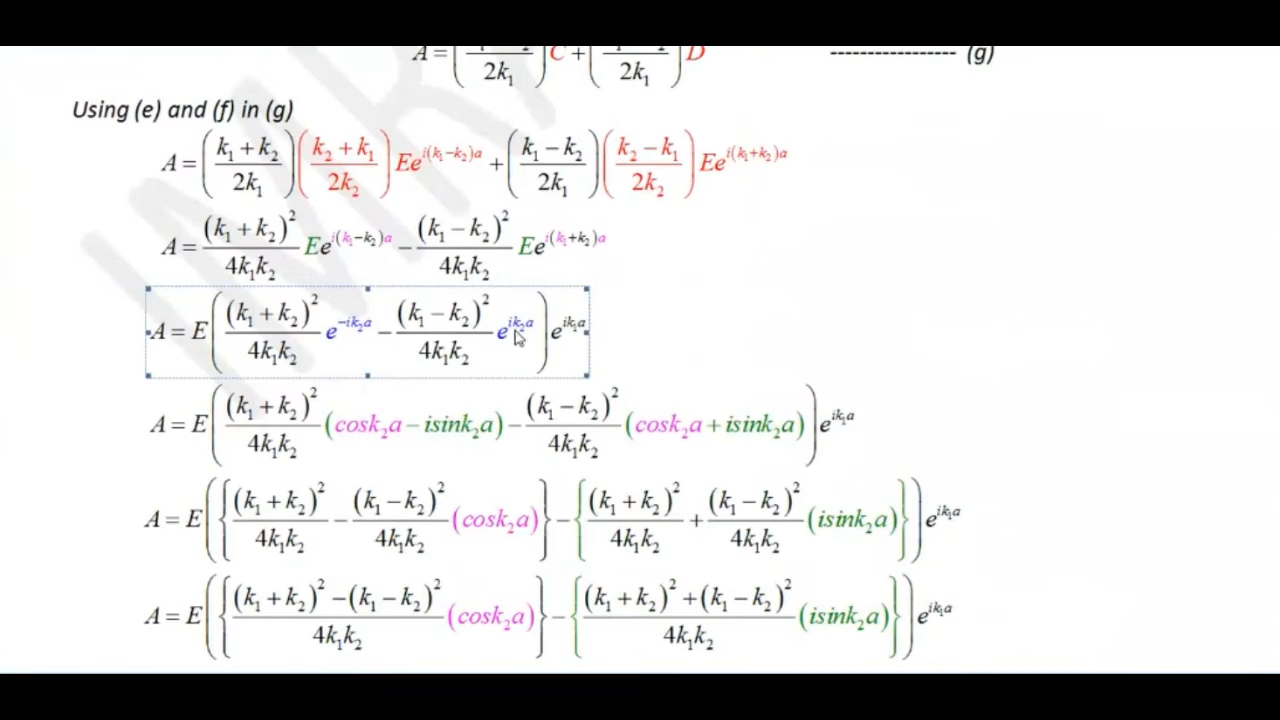 A = ( / 2k₁ ) C + ( / 2k₁ ) D ----------------- (g)
Using (e) and (f) in (g)
A = ((k₁ + k₂)/2k₁) ((k₂ + k₁)/2k₂) Ee^{i(k₁−k₂)a} + ((k₁ − k₂)/2k₁) ((k₂ − k₁)/2k₂) Ee^{i(k₁+k₂)a}
A = (k₁ + k₂)²/4k₁k₂ Ee^{i(k₁−k₂)a} − (k₁ − k₂)²/4k₁k₂ Ee^{i(k₁+k₂)a}
A = E ( (k₁ + k₂)²/4k₁k₂ e^{−ik₂a} − (k₁ − k₂)²/4k₁k₂ e^{ik₂a} ) e^{ik₁a}
A = E ( (k₁ + k₂)²/4k₁k₂ (cosk₂a − isink₂a) − (k₁ − k₂)²/4k₁k₂ (cosk₂a + isink₂a) ) e^{ik₁a}
A = E ( { (k₁ + k₂)²/4k₁k₂ − (k₁ − k₂)²/4k₁k₂ (cosk₂a) } − { (k₁ + k₂)²/4k₁k₂ + (k₁ − k₂)²/4k₁k₂ (isink₂a) } ) e^{ik₁a}
A = E ( { ((k₁ + k₂)² − (k₁ − k₂)²)/4k₁k₂ (cosk₂a) } − { ((k₁ + k₂)² + (k₁ − k₂)²)/4k₁k₂ (isink₂a) } ) e^{ik₁a}